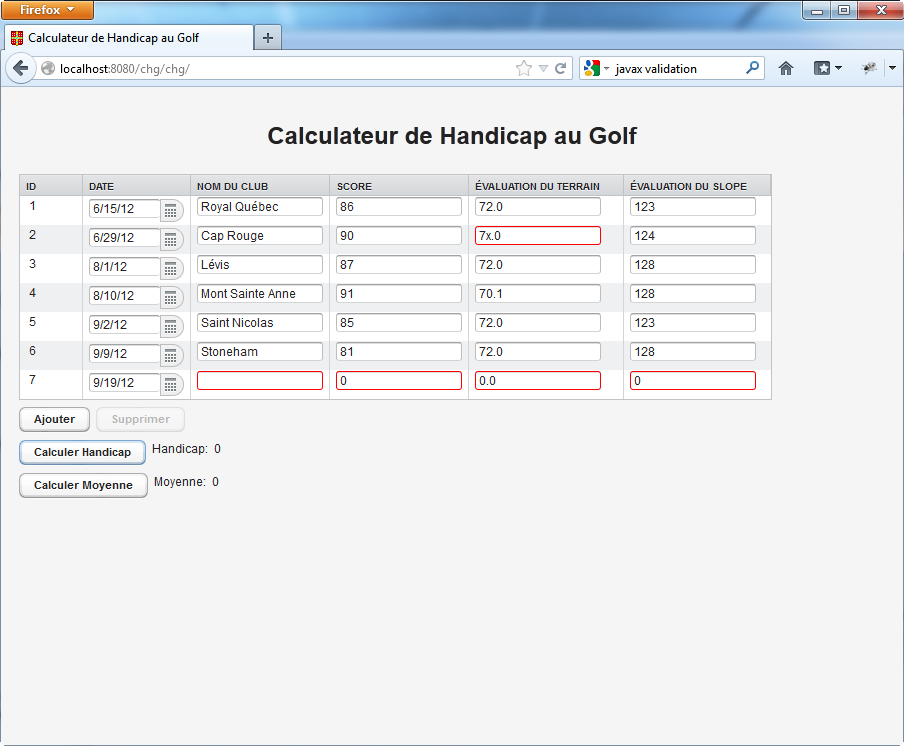 Firefox
Calculateur de Handicap au Golf
localhost:8080/chg/chg/ javax validation
Calculateur de Handicap au Golf
ID DATE NOM DU CLUB SCORE ÉVALUATION DU TERRAIN ÉVALUATION DU SLOPE
1 6/15/12 Royal Québec 86 72.0 123
2 6/29/12 Cap Rouge 90 7x.0 124
3 8/1/12 Lévis 87 72.0 128
4 8/10/12 Mont Sainte Anne 91 70.1 128
5 9/2/12 Saint Nicolas 85 72.0 123
6 9/9/12 Stoneham 81 72.0 128
7 9/19/12 0 0.0 0
Ajouter Supprimer
Calculer Handicap Handicap: 0
Calculer Moyenne Moyenne: 0